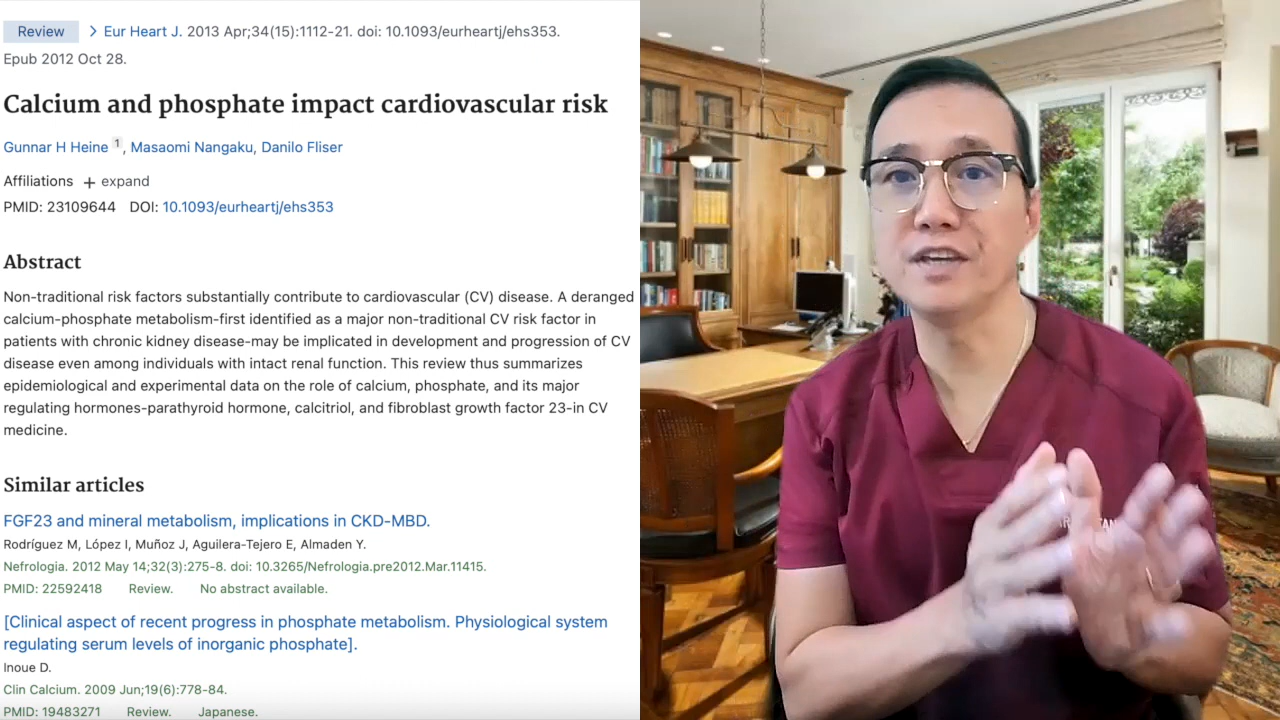 Review > Eur Heart J. 2013 Apr;34(15):1112-21. doi: 10.1093/eurheartj/ehs353.
Epub 2012 Oct 28.
Calcium and phosphate impact cardiovascular risk
Gunnar H Heine 1, Masaomi Nangaku, Danilo Fliser
Affiliations + expand
PMID: 23109644 DOI: 10.1093/eurheartj/ehs353
Abstract
Non-traditional risk factors substantially contribute to cardiovascular (CV) disease. A deranged
calcium-phosphate metabolism-first identified as a major non-traditional CV risk factor in
patients with chronic kidney disease-may be implicated in development and progression of CV
disease even among individuals with intact renal function. This review thus summarizes
epidemiological and experimental data on the role of calcium, phosphate, and its major
regulating hormones-parathyroid hormone, calcitriol, and fibroblast growth factor 23-in CV
medicine.
Similar articles
FGF23 and mineral metabolism, implications in CKD-MBD.
Rodríguez M, López I, Muñoz J, Aguilera-Tejero E, Almaden Y.
Nefrologia. 2012 May 14;32(3):275-8. doi: 10.3265/Nefrologia.pre2012.Mar.11415.
PMID: 22592418 Review. No abstract available.
[Clinical aspect of recent progress in phosphate metabolism. Physiological system
regulating serum levels of inorganic phosphate].
Inoue D.
Clin Calcium. 2009 Jun;19(6):778-84.
PMID: 19483271 Review. Japanese.